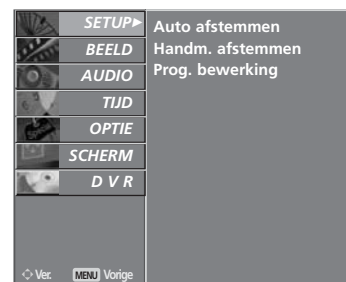 SETUP
BEELD
AUDIO
TIJD
OPTIE
SCHERM
D V R
Ver. MENU Vorige
Auto afstemmen
Handm. afstemmen
Prog. bewerking